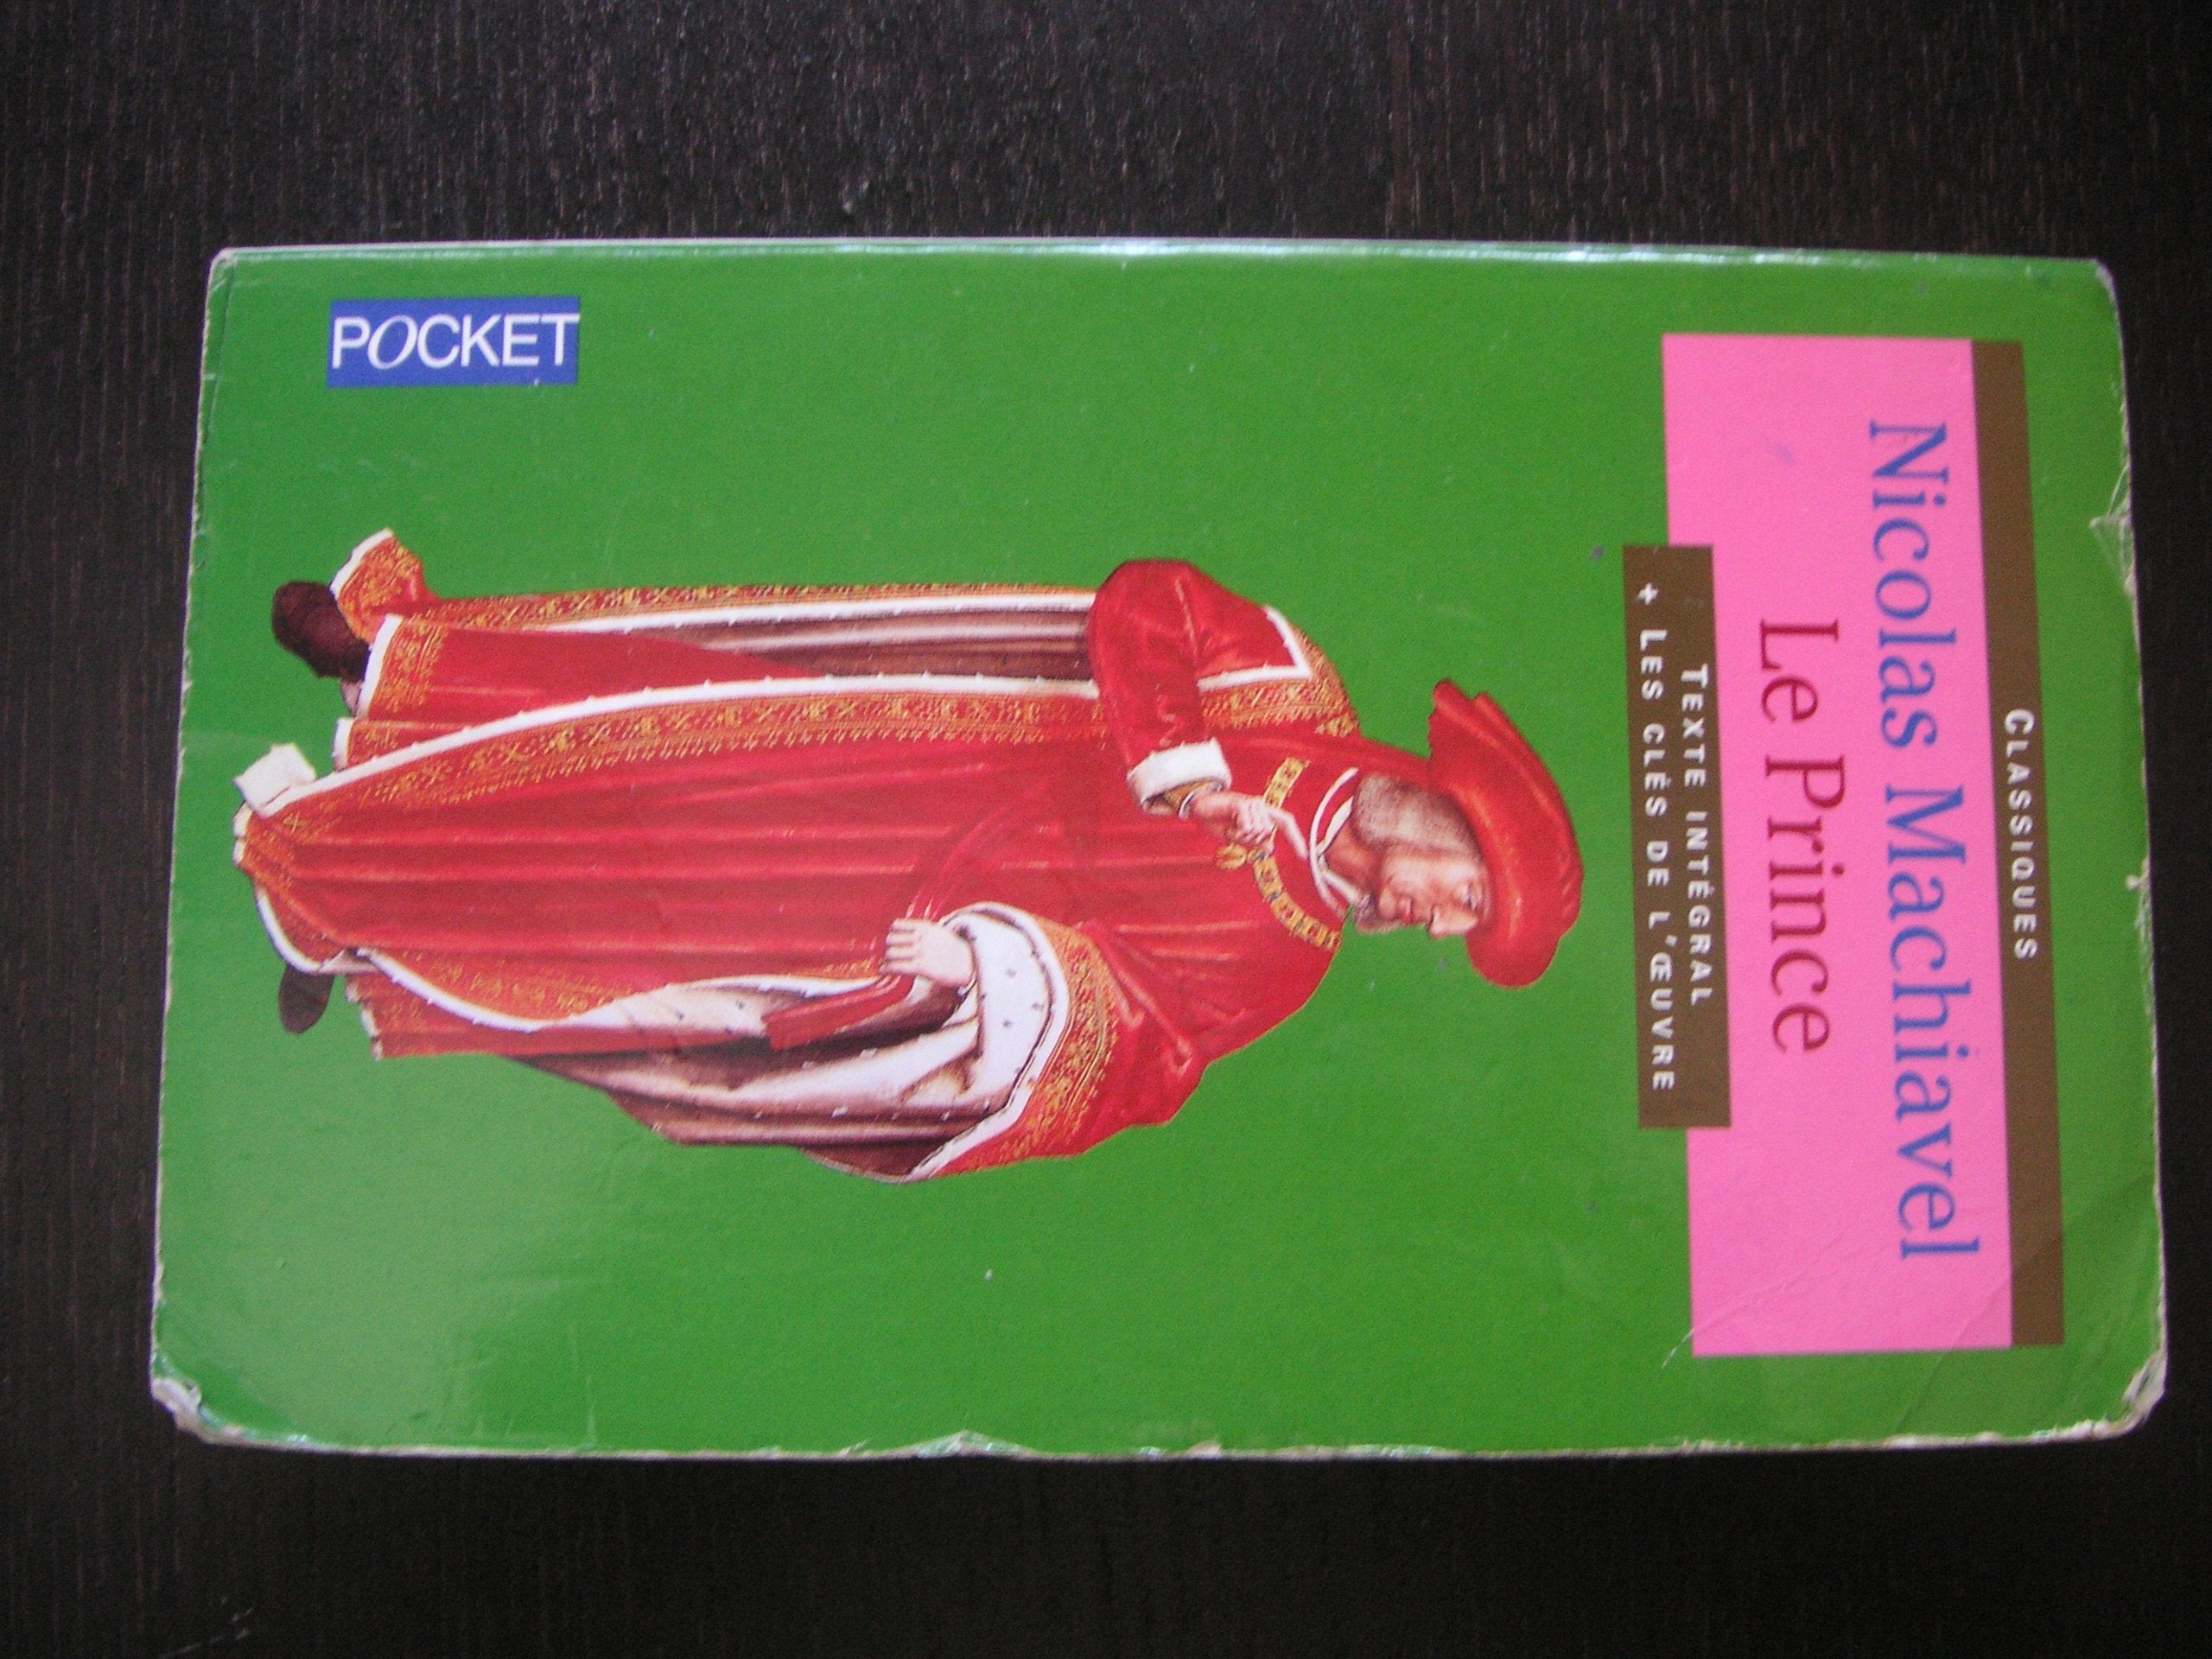 CLASSIQUES
Nicolas Machiavel
Le Prince
TEXTE INTÉGRAL
+ LES CLÉS DE L'ŒUVRE
POCKET